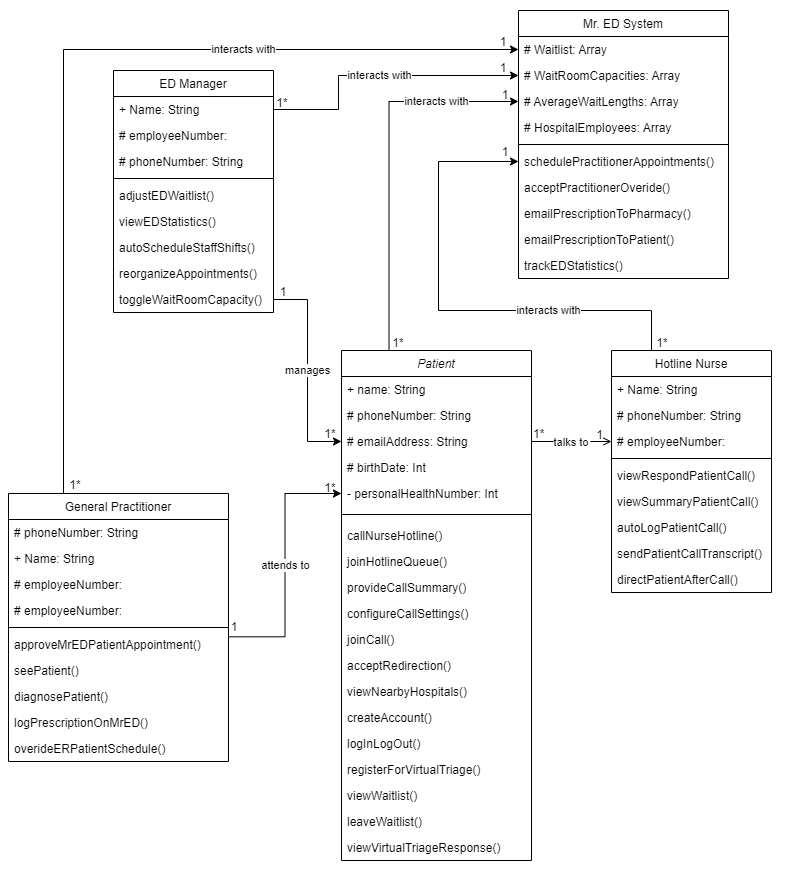 Mr. ED System
# Waitlist: Array
# WaitRoomCapacities: Array
# AverageWaitLengths: Array
# HospitalEmployees: Array
schedulePractitionerAppointments()
acceptPractitionerOveride()
emailPrescriptionToPharmacy()
emailPrescriptionToPatient()
trackEDStatistics()
interacts with
1
interacts with
1
interacts with
1
1
ED Manager
+ Name: String
# employeeNumber:
# phoneNumber: String
adjustEDWaitlist()
viewEDStatistics()
autoScheduleStaffShifts()
reorganizeAppointments()
toggleWaitRoomCapacity()
1*
1
manages
1*
interacts with
1*
1*
Patient
+ name: String
# phoneNumber: String
# emailAddress: String
# birthDate: Int
- personalHealthNumber: Int
callNurseHotline()
joinHotlineQueue()
provideCallSummary()
configureCallSettings()
joinCall()
acceptRedirection()
viewNearbyHospitals()
createAccount()
logInLogOut()
registerForVirtualTriage()
viewWaitlist()
leaveWaitlist()
viewVirtualTriageResponse()
1*
talks to
1
Hotline Nurse
+ Name: String
# phoneNumber: String
# employeeNumber:
viewRespondPatientCall()
viewSummaryPatientCall()
autoLogPatientCall()
sendPatientCallTranscript()
directPatientAfterCall()
1*
General Practitioner
# phoneNumber: String
+ Name: String
# employeeNumber:
# employeeNumber:
approveMrEDPatientAppointment()
seePatient()
diagnosePatient()
logPrescriptionOnMrED()
overideERPatientSchedule()
1
attends to
1*